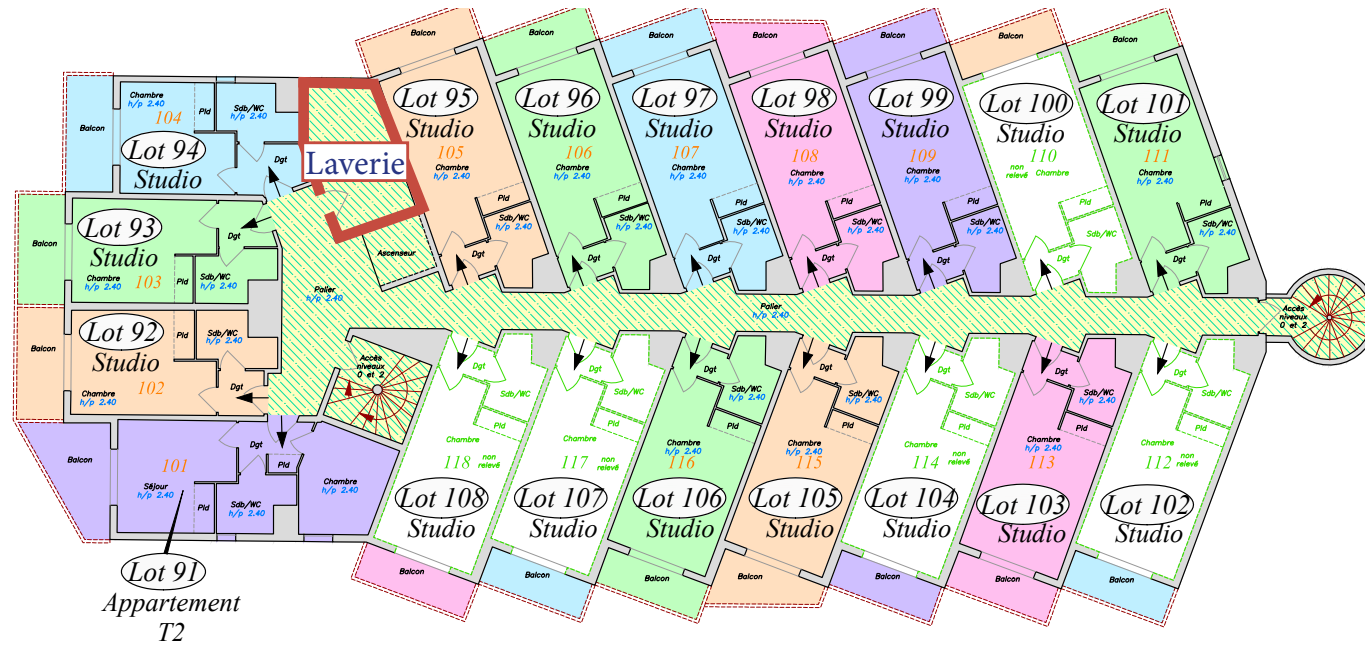 Balcon
Chambre
h/p 2.40
104
Pld
Sdb/WC
h/p 2.40
Lot 94
Studio
Dgt
Laverie
Balcon
Lot 93
Studio
Chambre
h/p 2.40
103
Pld
Dgt
Sdb/WC
h/p 2.40
Balcon
Lot 92
Studio
Chambre
h/p 2.40
102
Pld
Sdb/WC
h/p 2.40
Dgt
Balcon
101
Séjour
h/p 2.40
Pld
Dgt
Pld
Sdb/WC
h/p 2.40
Chambre
h/p 2.40
Lot 91
Appartement
T2
Palier
h/p 2.40
Ascenseur
Accès
niveaux
0 et 2
Balcon
Lot 95
Studio
105
Chambre
h/p 2.40
Pld
Sdb/WC
h/p 2.40
Dgt
Balcon
Lot 96
Studio
106
Chambre
h/p 2.40
Pld
Sdb/WC
h/p 2.40
Dgt
Balcon
Lot 97
Studio
107
Chambre
h/p 2.40
Pld
Sdb/WC
h/p 2.40
Dgt
Balcon
Lot 98
Studio
108
Chambre
h/p 2.40
Pld
Sdb/WC
h/p 2.40
Dgt
Balcon
Lot 99
Studio
109
Chambre
h/p 2.40
Pld
Sdb/WC
h/p 2.40
Dgt
Balcon
Lot 100
Studio
110
non
relevé
Chambre
Pld
Sdb/WC
Dgt
Balcon
Lot 101
Studio
111
Chambre
h/p 2.40
Pld
Sdb/WC
h/p 2.40
Dgt
Palier
h/p 2.40
Accès
niveaux
0 et 2
Dgt
Sdb/WC
Pld
Chambre
118
non
relevé
Lot 108
Studio
Balcon
Dgt
Sdb/WC
Pld
Chambre
117
non
relevé
Lot 107
Studio
Balcon
Dgt
Sdb/WC
h/p 2.40
Pld
Chambre
h/p 2.40
116
Lot 106
Studio
Balcon
Dgt
Sdb/WC
h/p 2.40
Pld
Chambre
h/p 2.40
115
Lot 105
Studio
Balcon
Dgt
Sdb/WC
Pld
Chambre
114
non
relevé
Lot 104
Studio
Balcon
Dgt
Sdb/WC
h/p 2.40
Pld
Chambre
h/p 2.40
113
Lot 103
Studio
Balcon
Dgt
Sdb/WC
Pld
Chambre
112
non
relevé
Lot 102
Studio
Balcon